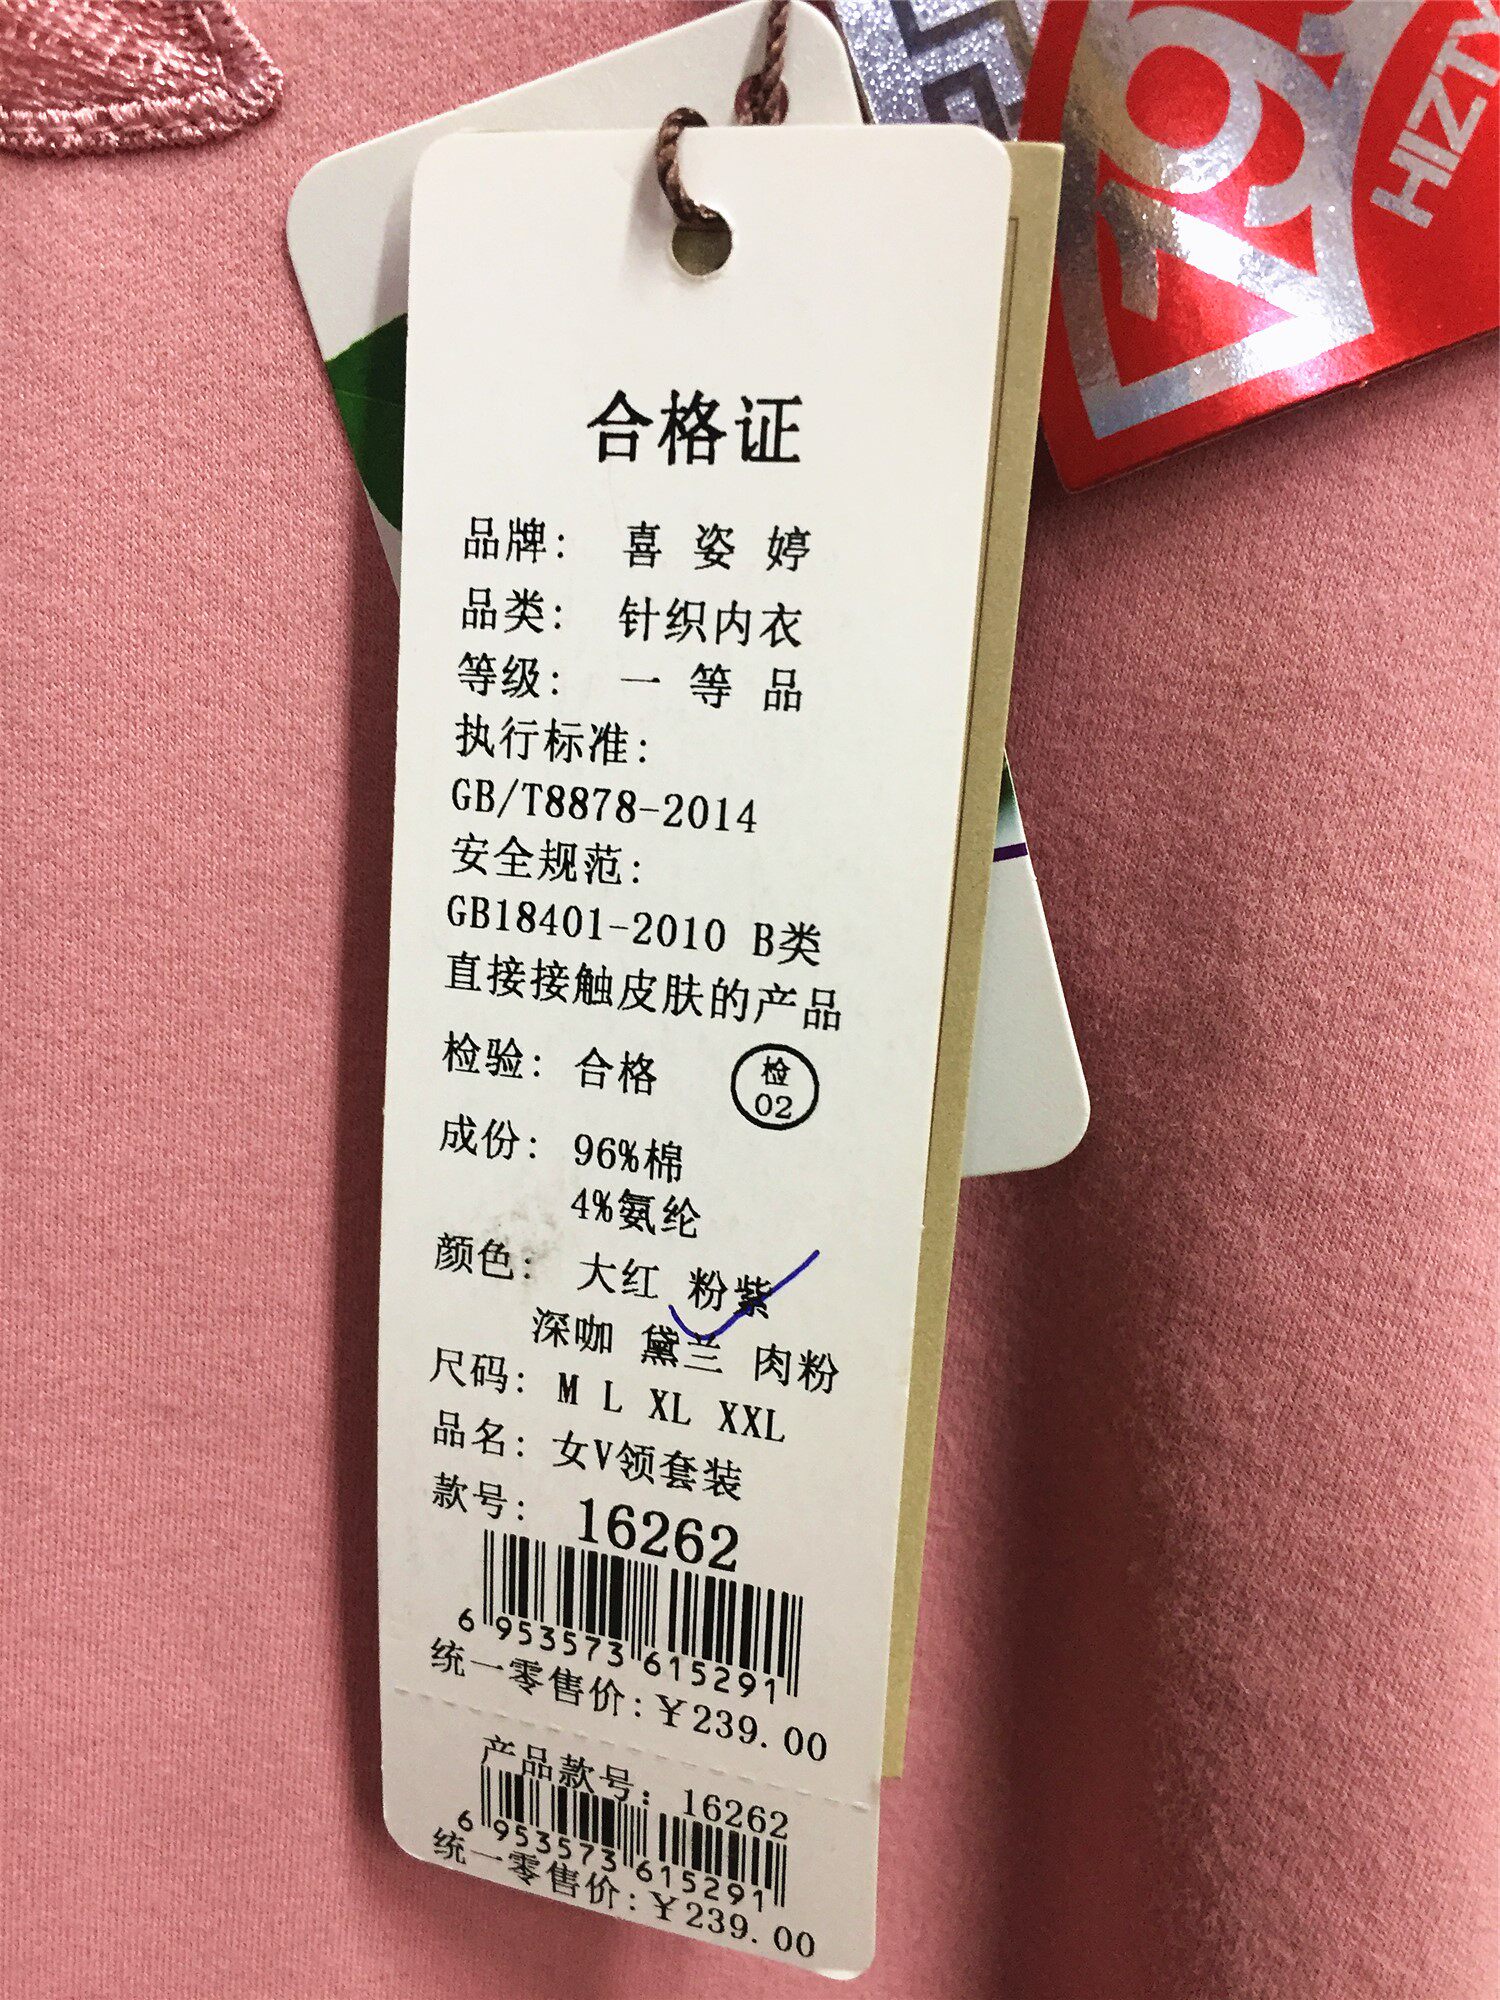 HIZTY
合格证
品牌: 喜姿婷
品类: 针织内衣
等级: 一等品
执行标准:
GB/T8878-2014
安全规范:
GB18401-2010 B类
直接接触皮肤的产品
检验: 合格 检 02
成份: 96%棉
4%氨纶
颜色: 大红 粉紫
深咖 黛兰 肉粉
尺码: M L XL XXL
品名: 女V领套装
款号: 16262
6 953573 615291
统一零售价:￥239.00
产品款号: 16262
6 953573 615291
统一零售价:￥239.00